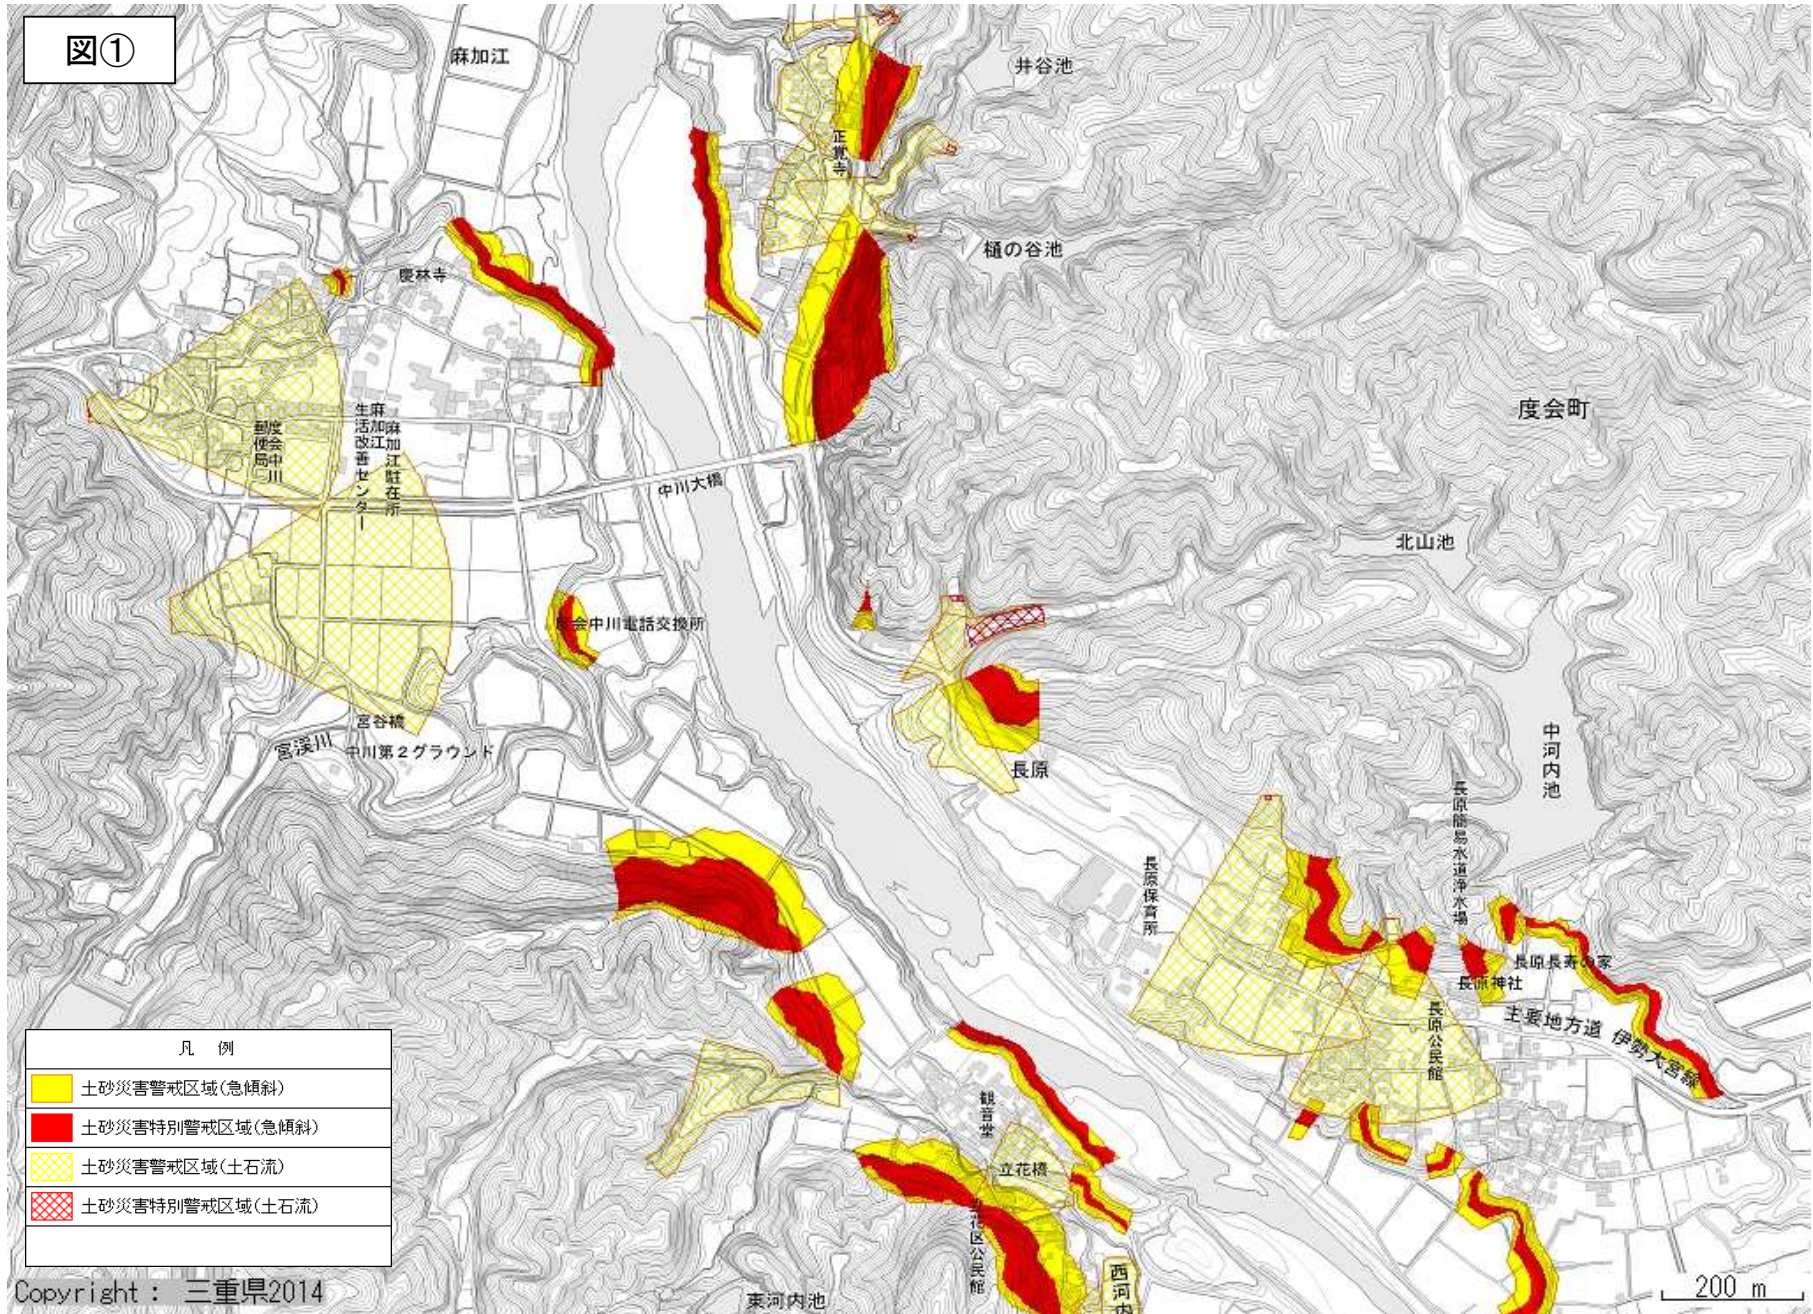 図①
麻加江
井谷池
正覚寺
樋の谷池
慶林寺
度会町
麻加江
生活改善センター
麻加江駐在所
度会中川
郵便局
中川大橋
北山池
度会中川電話交換所
宮谷橋
宮渓川
中川第2グラウンド
長原
中河内池
長原簡易水道浄水場
長原保育所
長原長寿の家
長原神社
主要地方道 伊勢大宮線
長原公民館
観音堂
立花橋
立花区公民館
西河内
東河内池
凡 例
土砂災害警戒区域(急傾斜)
土砂災害特別警戒区域(急傾斜)
土砂災害警戒区域(土石流)
土砂災害特別警戒区域(土石流)
Copyright : 三重県2014
200 m